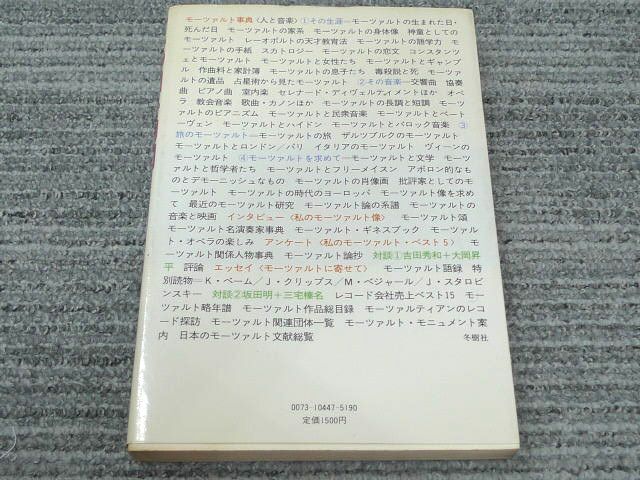 モーツァルト事典〈人と音楽〉①その生涯―モーツァルトの生まれた日・
死んだ日　モーツァルトの家系　モーツァルトの身体像　神童としての
モーツァルト　レーオポルトの天才教育法　モーツァルトの語学力　モ
ーツァルトの手紙　スカトロジー　モーツァルトの恋文　コンスタンツ
ェとモーツァルト　モーツァルトと女性たち　モーツァルトとギャンブ
ル　作曲料と家計簿　モーツァルトの息子たち　毒殺説と死　モーツァ
ルトの遺品　占星術から見たモーツァルト　②その音楽―交響曲　協奏
曲　ピアノ曲　室内楽　セレナード・ディヴェルティメントほか　オペ
ラ　教会音楽　歌曲・カノンほか　モーツァルトの長調と短調　モーツ
ァルトのピアニズム　モーツァルトと民衆音楽　モーツァルトとベート
ーヴェン　モーツァルトとハイドン　モーツァルトとバロック音楽　③
旅のモーツァルト―モーツァルトの旅　ザルツブルクのモーツァルト
モーツァルトとロンドン／パリ　イタリアのモーツァルト　ヴィーンの
モーツァルト　④モーツァルトを求めて―モーツァルトと文学　モーツ
ァルトと哲学者たち　モーツァルトとフリーメイスン　アポロン的なも
のとデモーニッシュなもの　モーツァルトの肖像画　批評家としてのモ
ーツァルト　モーツァルトの時代のヨーロッパ　モーツァルト像を求め
て　最近のモーツァルト研究　モーツァルト論の系譜　モーツァルトの
音楽と映画　インタビュー〈私のモーツァルト像〉　モーツァルト頌
モーツァルト名演奏家事典　モーツァルト・ギネスブック　モーツァル
ト・オペラの楽しみ　アンケート〈私のモーツァルト・ベスト5〉　モ
ーツァルト関係人物事典　モーツァルト論抄　対談①吉田秀和＋大岡昇
平　評論　エッセイ〈モーツァルトに寄せて〉　モーツァルト語録　特
別読物―K・ベーム／J・クリップス／M・ベジャール／J・スタロビ
ンスキー　対談②坂田明＋三宅榛名　レコード会社売上ベスト15　モー
ツァルト略年譜　モーツァルト作品総目録　モーツァルティアンのレコ
ード探訪　モーツァルト関連団体一覧　モーツァルト・モニュメント案
内　日本のモーツァルト文献総覧　冬樹社
0073-10447-5190
定価1500円